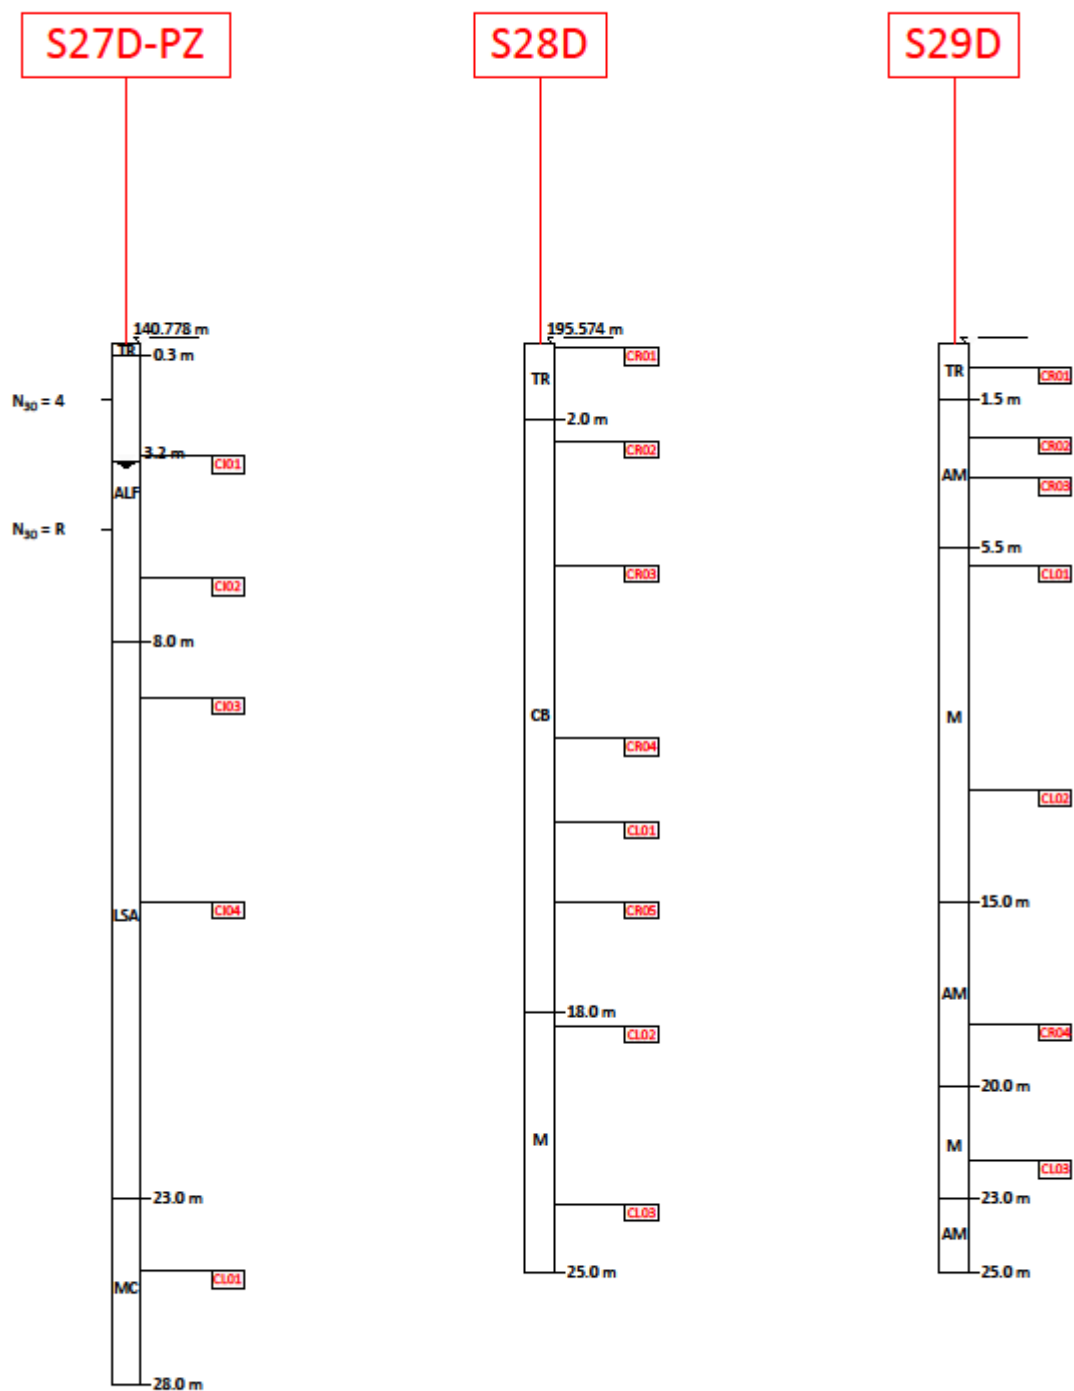 S27D-PZ
140.778 m
TR
0.3 m
N30 = 4
3.2 m
CI01
ALF
N30 = R
CI02
8.0 m
CI03
CI04
LSA
23.0 m
CL01
MC
28.0 m
S28D
195.574 m
CR01
TR
2.0 m
CR02
CR03
CB
CR04
CL01
CR05
18.0 m
CL02
M
CL03
25.0 m
S29D
TR
CR01
1.5 m
CR02
AM
CR03
5.5 m
CL01
M
CL02
15.0 m
AM
CR04
20.0 m
M
CL03
23.0 m
AM
25.0 m